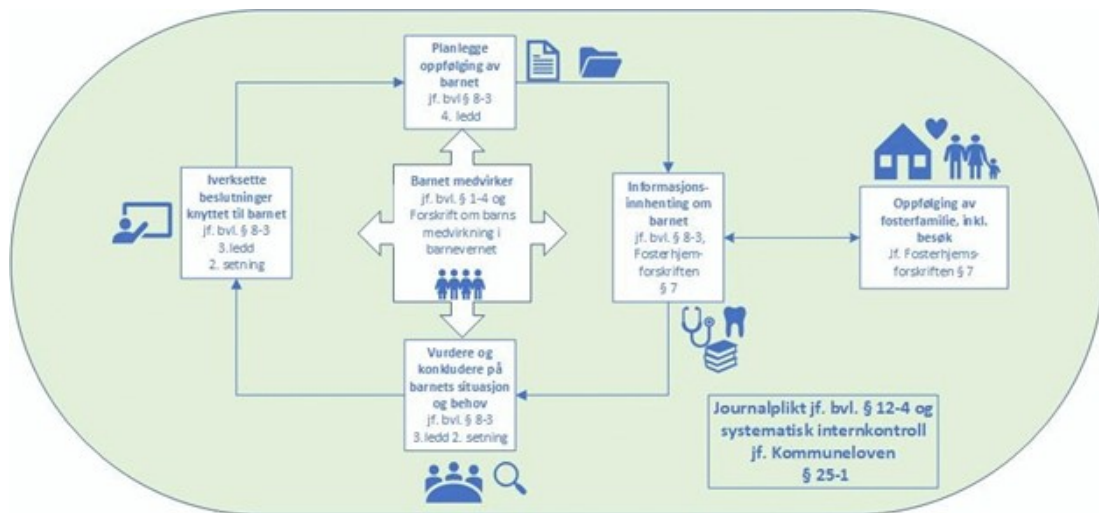 Planlegge
oppfølging av
barnet
jf. bvl § 8-3
4. ledd
Iverksette
beslutninger
knyttet til barnet
jf. bvl § 8-3
3.ledd
2. setning
Barnet medvirker
jf. bvl. § 1-4 og
Forskrift om barns
medvirkning i
barnevernet
Informasjons-
innhenting om
barnet
jf. bvl. § 8-3,
Fosterhjem-
forskriften
§ 7
Oppfølging av
fosterfamilie, inkl.
besøk
Jf. Fosterhjems-
forskriften § 7
Vurdere og
konkludere på
barnets situasjon
og behov
jf. bvl. § 8-3
3.ledd 2. setning
Journalplikt jf. bvl. § 12-4 og
systematisk internkontroll
jf. Kommuneloven
§ 25-1